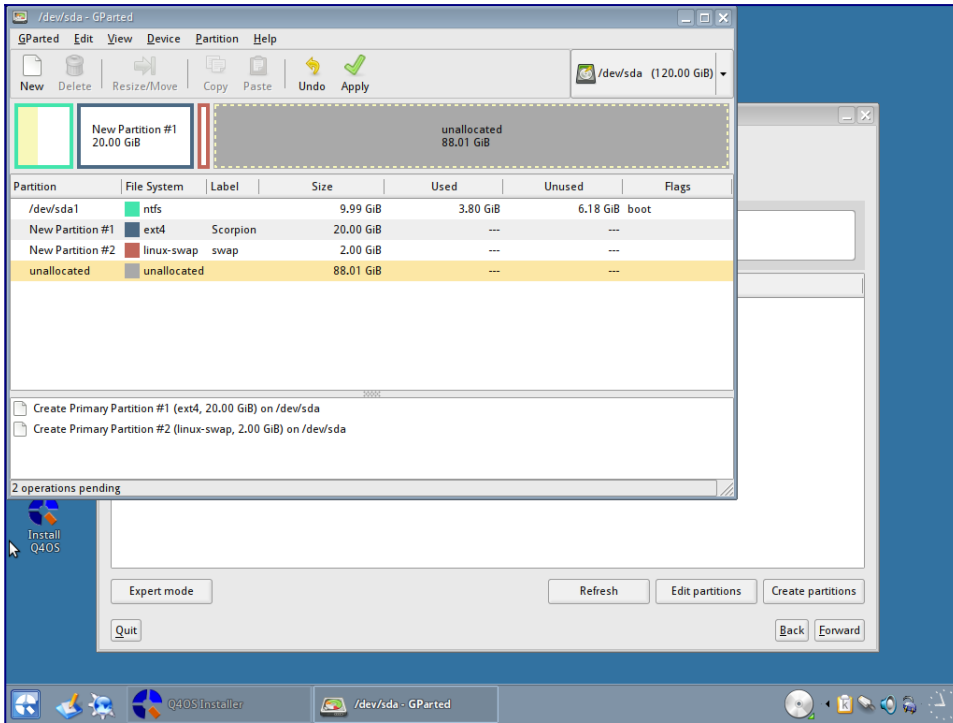 /dev/sda - GParted
GParted Edit View Device Partition Help
New Delete Resize/Move Copy Paste Undo Apply
/dev/sda (120.00 GiB)
New Partition #1
20.00 GiB
unallocated
88.01 GiB
Partition File System Label Size Used Unused Flags
/dev/sda1 ntfs 9.99 GiB 3.80 GiB 6.18 GiB boot
New Partition #1 ext4 Scorpion 20.00 GiB --- ---
New Partition #2 linux-swap swap 2.00 GiB --- ---
unallocated unallocated 88.01 GiB --- ---
Create Primary Partition #1 (ext4, 20.00 GiB) on /dev/sda
Create Primary Partition #2 (linux-swap, 2.00 GiB) on /dev/sda
2 operations pending
Install
Q4OS
Expert mode Refresh Edit partitions Create partitions
Quit Back Forward
Q4OS Installer /dev/sda - GParted